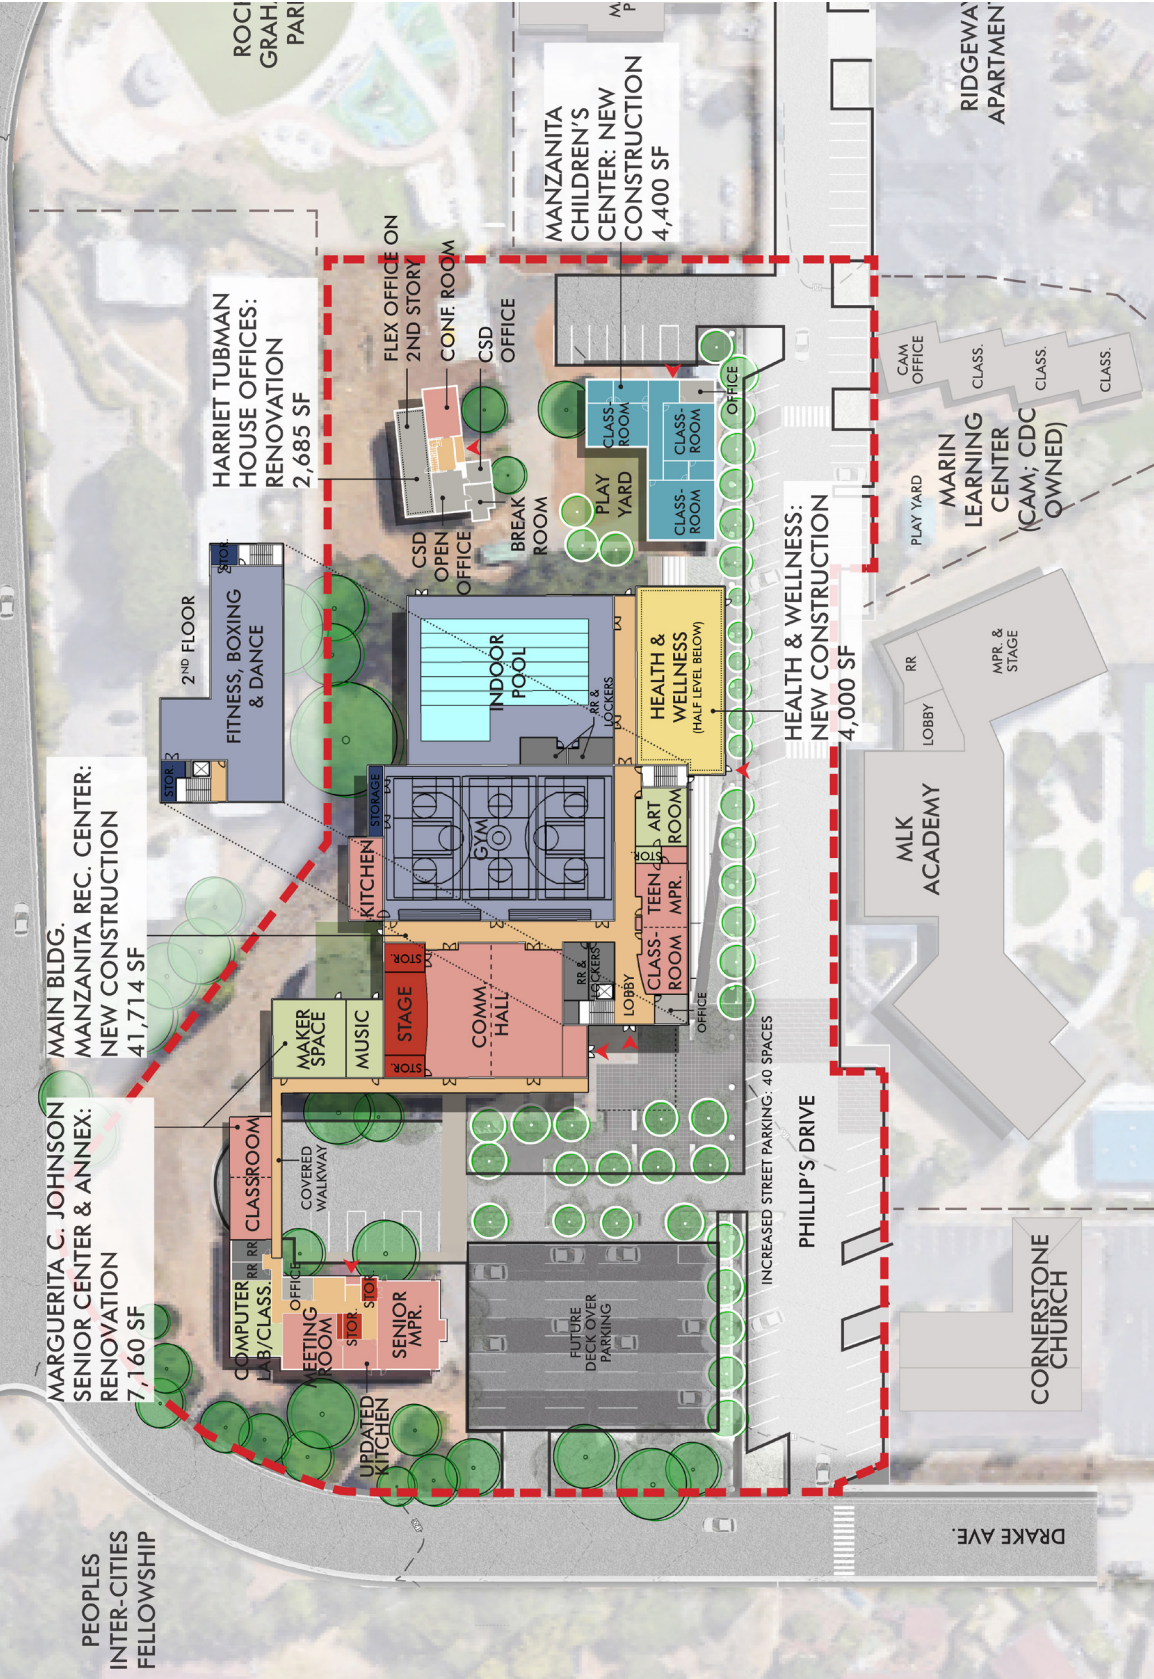 PEOPLES
INTER-CITIES
FELLOWSHIP
MARGUERITA C. JOHNSON
SENIOR CENTER & ANNEX:
RENOVATION
7,160 SF
MAIN BLDG.
MANZANITA REC. CENTER:
NEW CONSTRUCTION
41,714 SF
HARRIET TUBMAN
HOUSE OFFICES:
RENOVATION
2,685 SF
MANZANITA
CHILDREN'S
CENTER: NEW
CONSTRUCTION
4,400 SF
HEALTH & WELLNESS:
NEW CONSTRUCTION
4,000 SF
2ND FLOOR
FITNESS, BOXING
& DANCE
STOR.
STOR.
FLEX OFFICE ON
2ND STORY
CONF. ROOM
CSD
OFFICE
CSD
OPEN
OFFICE
BREAK
ROOM
PLAY
YARD
CLASS-
ROOM
CLASS-
ROOM
CLASS-
ROOM
OFFICE
INDOOR
POOL
RR &
LOCKERS
HEALTH &
WELLNESS
(HALF LEVEL BELOW)
STORAGE
GYM
KITCHEN
ART
ROOM
STOR.
TEEN
MPR.
CLASS-
ROOM
OFFICE
LOBBY
RR &
LOCKERS
STOR.
STAGE
STOR.
COMM.
HALL
MAKER
SPACE
MUSIC
CLASSROOM
COVERED
WALKWAY
RR
RR
COMPUTER
LAB/CLASS.
OFFICE
MEETING
ROOM
STOR.
STOR.
SENIOR
MPR.
UPDATED
KITCHEN
FUTURE
DECK OVER
PARKING
INCREASED STREET PARKING: 40 SPACES
PHILLIP'S DRIVE
DRAKE AVE.
CORNERSTONE
CHURCH
MLK
ACADEMY
LOBBY
RR
MPR. &
STAGE
PLAY YARD
MARIN
LEARNING
CENTER
(CAM; CDC
OWNED)
CAM
OFFICE
CLASS.
CLASS.
CLASS.